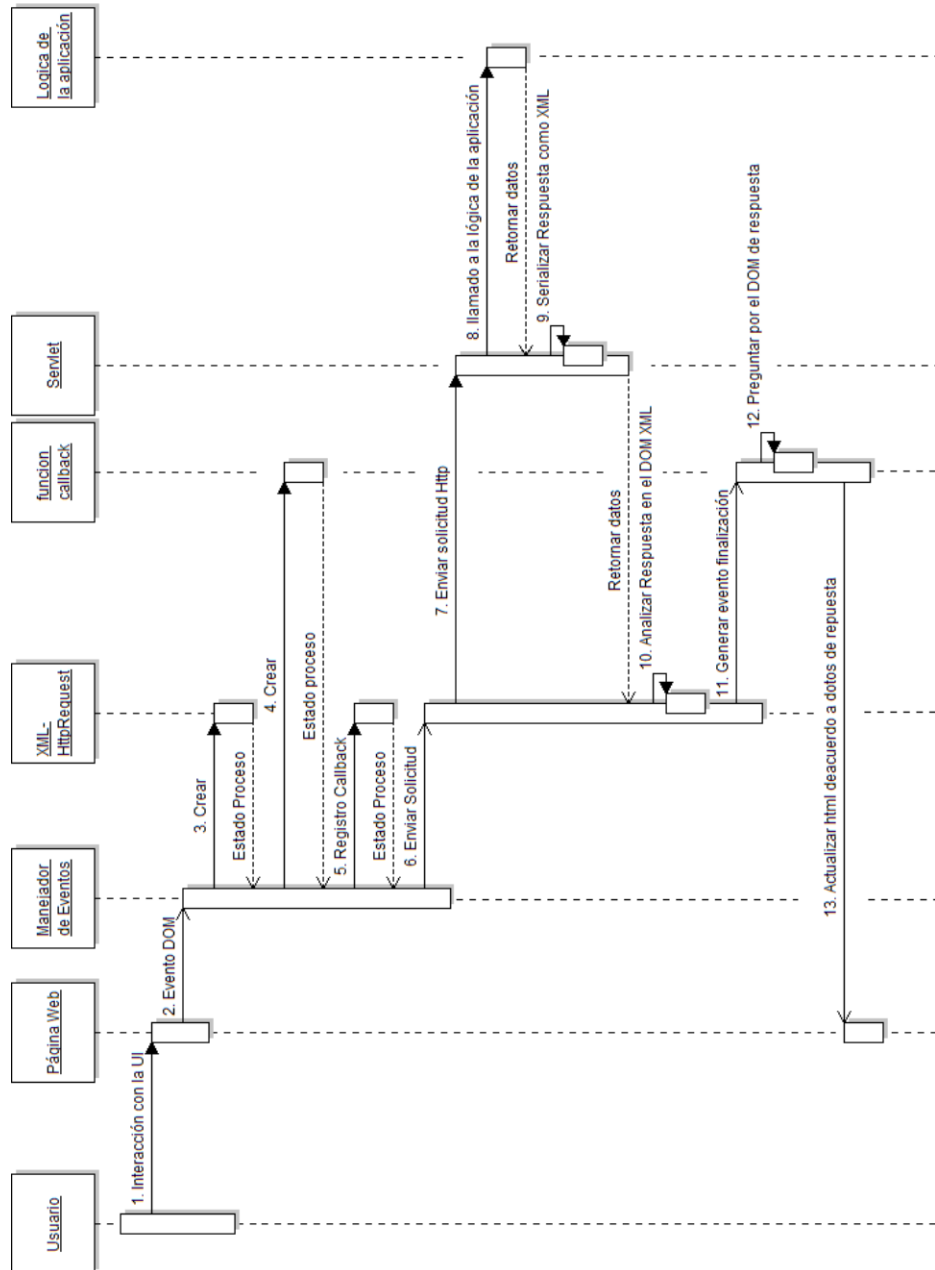 Usuario
Página Web
Manejador
de Eventos
XML-
HttpRequest
funcion
callback
Servlet
Logica de
la aplicación
1. Interacción con la UI
2. Evento DOM
3. Crear
Estado Proceso
4. Crear
Estado proceso
5. Registro Callback
Estado Proceso
6. Enviar Solicitud
7. Enviar solicitud Http
8. llamado a la lógica de la aplicación
Retornar datos
9. Serializar Respuesta como XML
Retornar datos
10. Analizar Respuesta en el DOM XML
11. Generar evento finalización
12. Preguntar por el DOM de respuesta
13. Actualizar html deacuerdo a dotos de repuesta